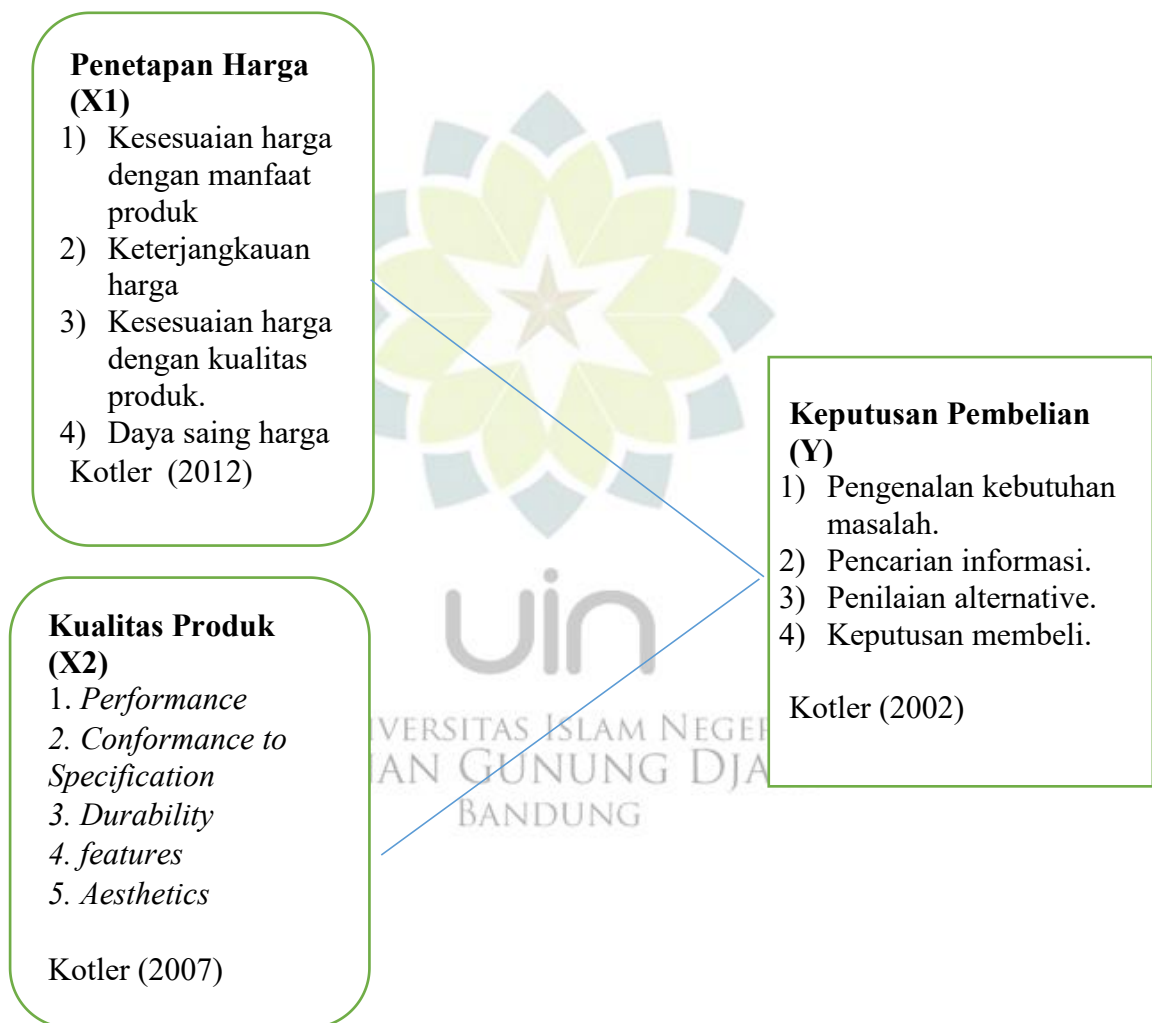 Penetapan Harga
(X1)
1) Kesesuaian harga
dengan manfaat
produk
2) Keterjangkauan
harga
3) Kesesuaian harga
dengan kualitas
produk.
4) Daya saing harga
Kotler (2012)
Kualitas Produk
(X2)
1. Performance
2. Conformance to
Specification
3. Durability
4. features
5. Aesthetics
Kotler (2007)
Keputusan Pembelian
(Y)
1) Pengenalan kebutuhan
masalah.
2) Pencarian informasi.
3) Penilaian alternative.
4) Keputusan membeli.
Kotler (2002)
uin
IVERSITAS ISLAM NEGER
AN GUNUNG DJA
BANDUNG